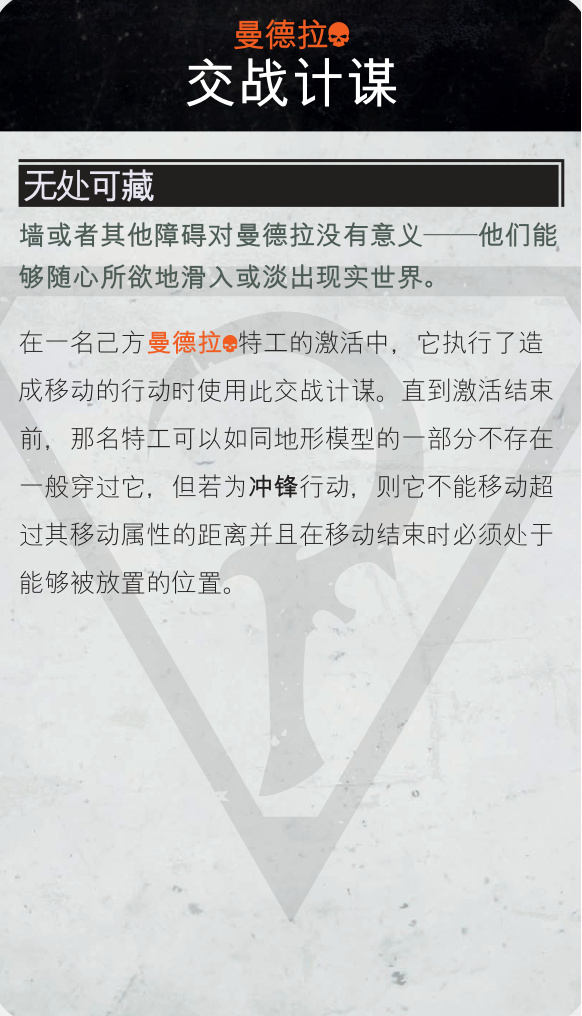 曼德拉
交战计谋
无处可藏
墙或者其他障碍对曼德拉没有意义——他们能
够随心所欲地滑入或淡出现实世界。
在一名己方曼德拉特工的激活中，它执行了造
成移动的行动时使用此交战计谋。直到激活结束
前，那名特工可以如同地形模型的一部分不存在
一般穿过它，但若为冲锋行动，则它不能移动超
过其移动属性的距离并且在移动结束时必须处于
能够被放置的位置。